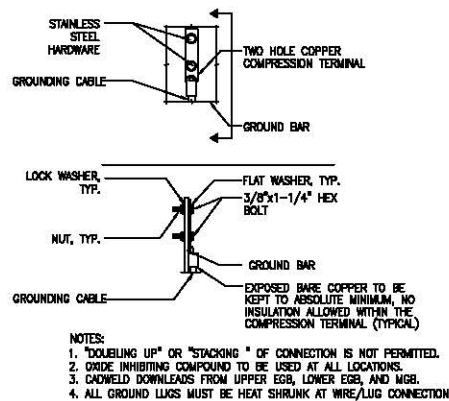 STAINLESS
STEEL
HARDWARE
TWO HOLE COPPER
COMPRESSION TERMINAL
GROUNDING CABLE
GROUND BAR
LOCK WASHER,
TYP.
FLAT WASHER, TYP.
3/8"x1-1/4" HEX
BOLT
NUT, TYP.
GROUND BAR
GROUNDING CABLE
EXPOSED BARE COPPER TO BE
KEPT TO ABSOLUTE MINIMUM, NO
INSULATION ALLOWED WITHIN THE
COMPRESSION TERMINAL (TYPICAL)
NOTES:
1. "DOUBLING UP" OR "STACKING " OF CONNECTION IS NOT PERMITTED.
2. OXIDE INHIBITING COMPOUND TO BE USED AT ALL LOCATIONS.
3. CADWELD DOWNLEADS FROM UPPER EGB, LOWER EGB, AND MGB.
4. ALL GROUND LUGS MUST BE HEAT SHRUNK AT WIRE/LUG CONNECTION